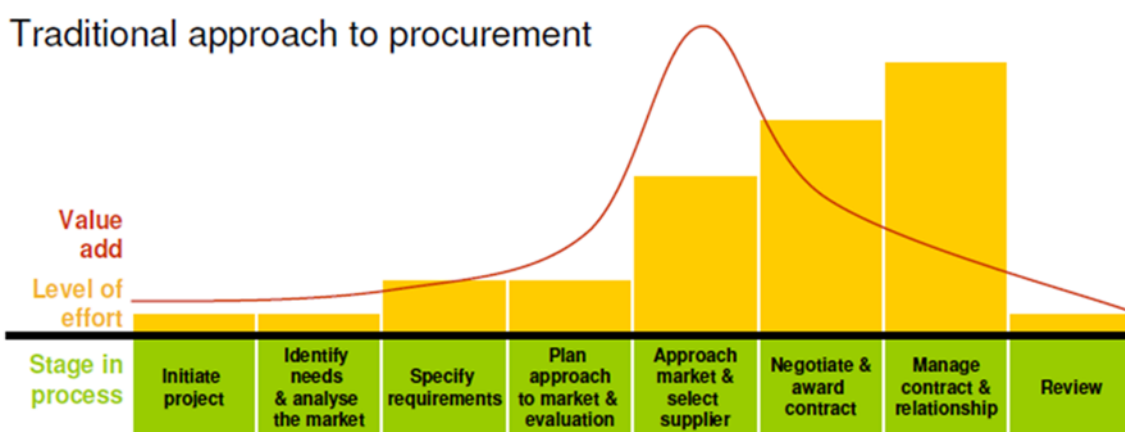 Traditional approach to procurement
Value
add
Level of
effort
Stage in
process
Initiate
project
Identify
needs
& analyse
the market
Specify
requirements
Plan
approach
to market &
evaluation
Approach
market &
select
supplier
Negotiate &
award
contract
Manage
contract &
relationship
Review